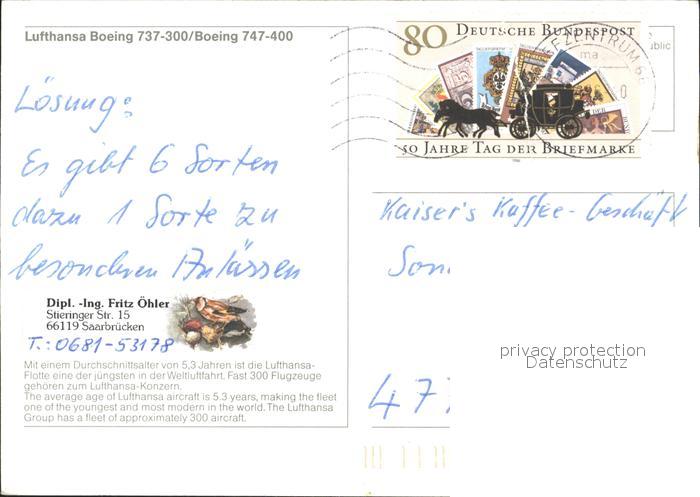 Lufthansa Boeing 737-300/Boeing 747-400
80 DEUTSCHE BUNDESPOST
50 JAHRE TAG DER BRIEFMARKE
Lösung:
Es gibt 6 Sorten
dazu 1 Sorte zu
besonderen Anlässen
Kaiser's Kaffee-Geschäft
Son
Dipl. -Ing. Fritz Öhler
Stieringer Str. 15
66119 Saarbrücken
T.: 0681-53178
privacy protection
Datenschutz
Mit einem Durchschnittsalter von 5,3 Jahren ist die Lufthansa-
Flotte eine der jüngsten in der Weltluftfahrt. Fast 300 Flugzeuge
gehören zum Lufthansa-Konzern.
The average age of Lufthansa aircraft is 5.3 years, making the fleet
one of the youngest and most modern in the world. The Lufthansa
Group has a fleet of approximately 300 aircraft.
477